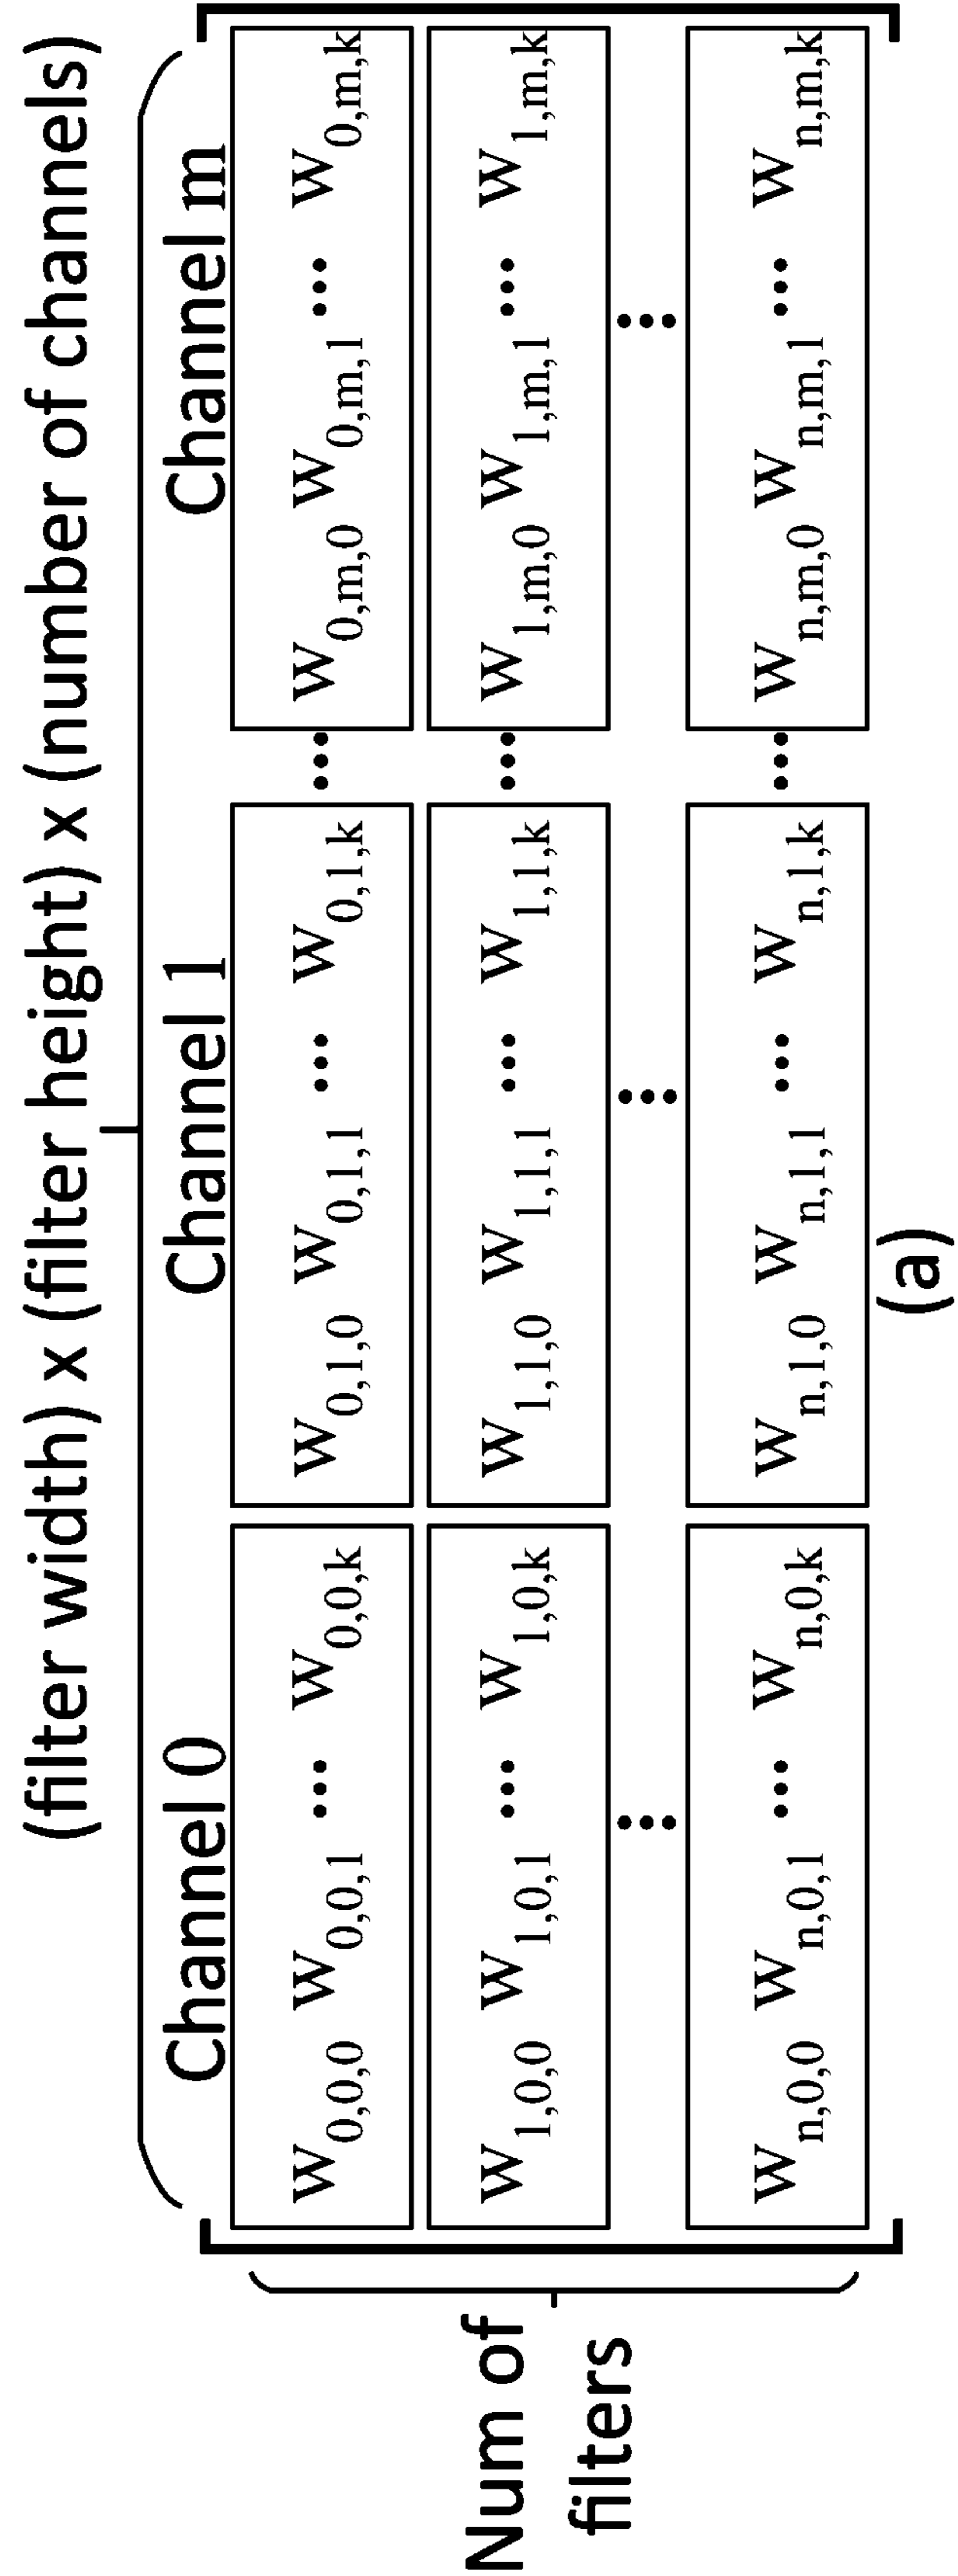 (filter width) x (filter height) x (number of channels)
Channel 0 Channel 1 Channel m
Num of
filters
W0,0,0 W0,0,1 ... W0,0,k W0,1,0 W0,1,1 ... W0,1,k ... W0,m,0 W0,m,1 ... W0,m,k
W1,0,0 W1,0,1 ... W1,0,k W1,1,0 W1,1,1 ... W1,1,k ... W1,m,0 W1,m,1 ... W1,m,k
... ... ...
Wn,0,0 Wn,0,1 ... Wn,0,k Wn,1,0 Wn,1,1 ... Wn,1,k ... Wn,m,0 Wn,m,1 ... Wn,m,k
(a)